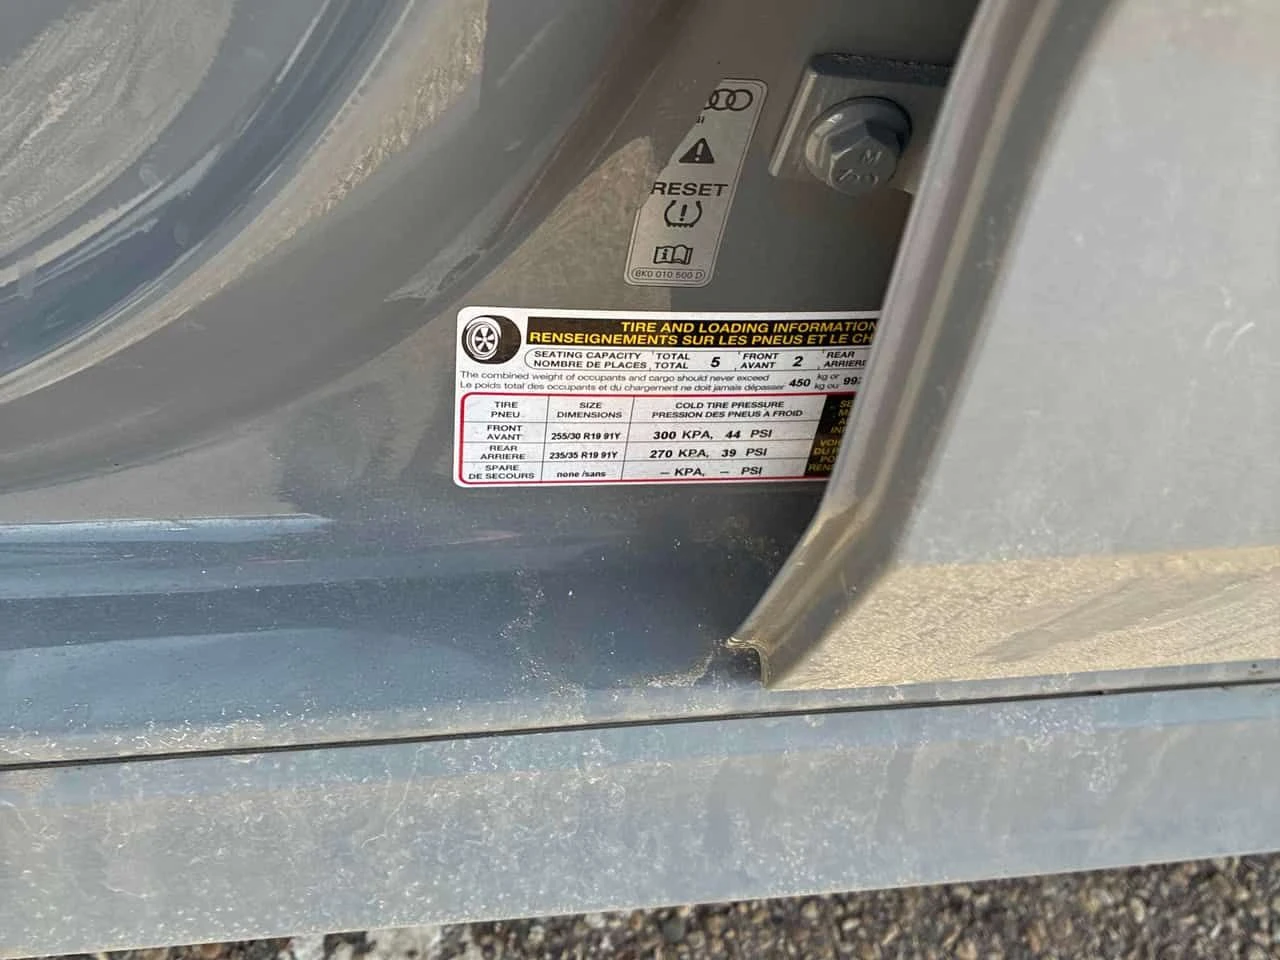 RESET
8K0 010 500 D
TIRE AND LOADING INFORMATION
RENSEIGNEMENTS SUR LES PNEUS ET LE CH
SEATING CAPACITY TOTAL 5 FRONT 2 REAR
NOMBRE DE PLACES TOTAL AVANT ARRIERE
The combined weight of occupants and cargo should never exceed 450 kg or 99
Le poids total des occupants et du chargement ne doit jamais dépasser kg ou
TIRE SIZE COLD TIRE PRESSURE
PNEU DIMENSIONS PRESSION DES PNEUS A FROID
FRONT
AVANT 255/30 R19 91Y 300 KPA, 44 PSI
REAR
ARRIERE 235/35 R19 91Y 270 KPA, 39 PSI
SPARE
DE SECOURS none /sans – KPA, – PSI
M